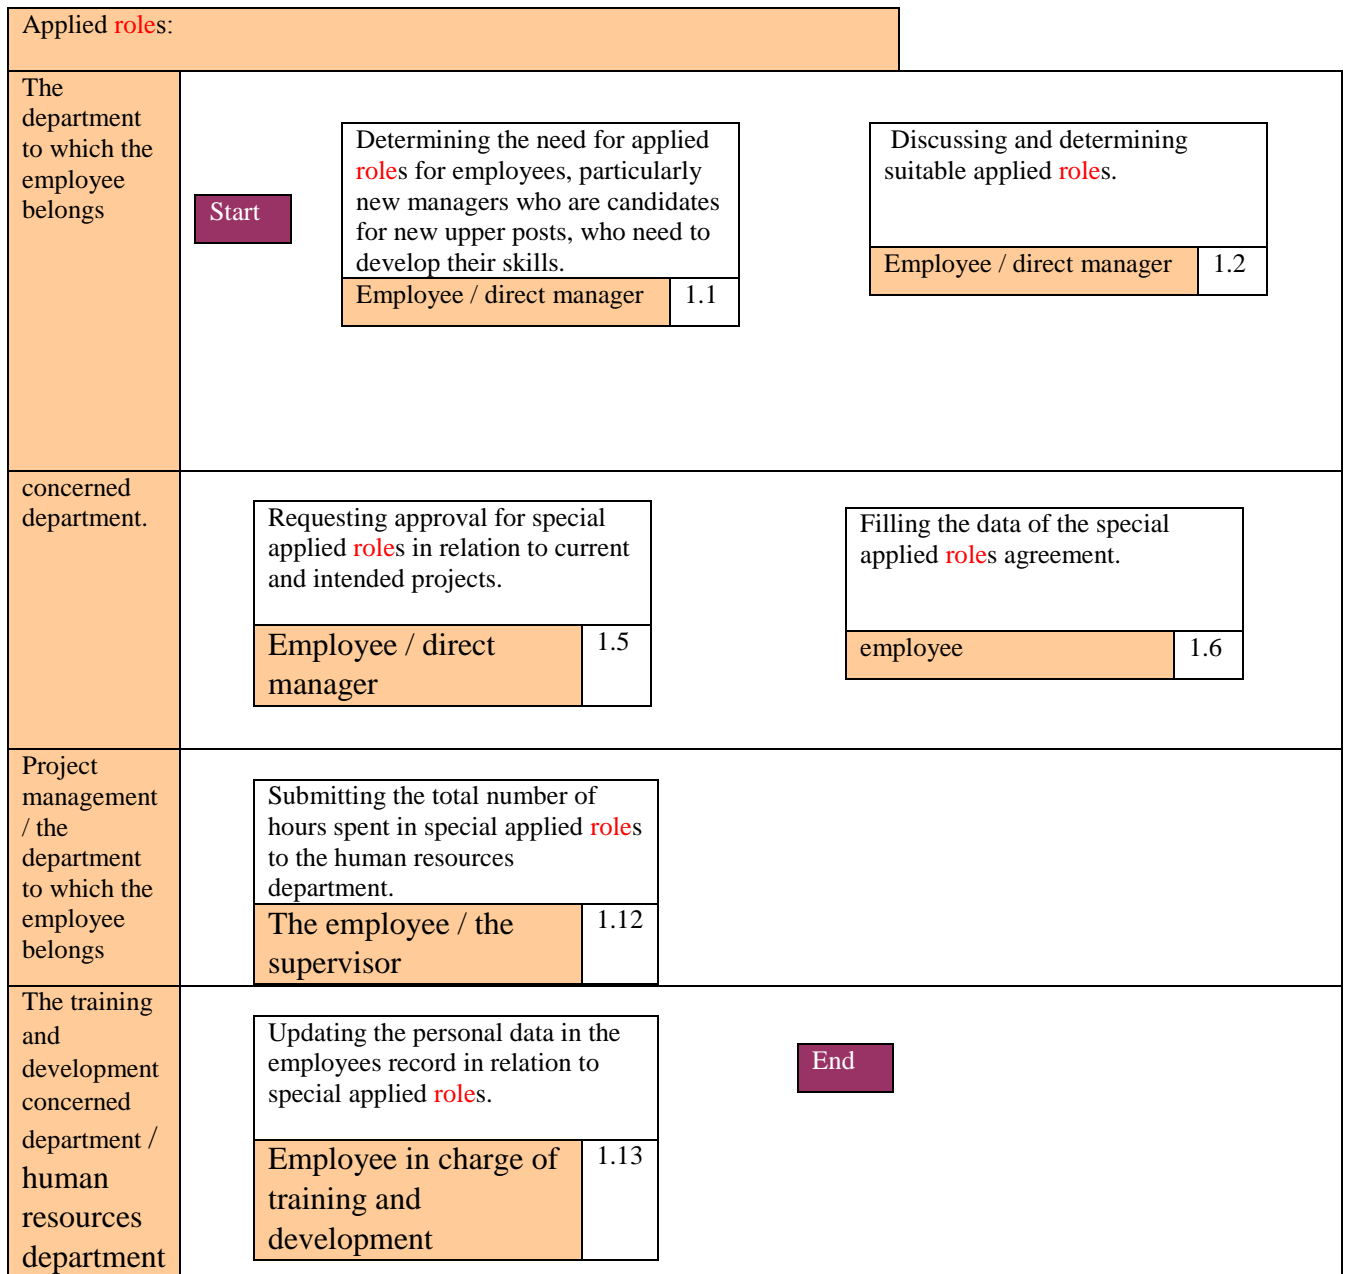 Applied roles:
The
department
to which the
employee
belongs
Start
Determining the need for applied
roles for employees, particularly
new managers who are candidates
for new upper posts, who need to
develop their skills.
Employee / direct manager
1.1
Discussing and determining
suitable applied roles.
Employee / direct manager
1.2
concerned
department.
Requesting approval for special
applied roles in relation to current
and intended projects.
Employee / direct
manager
1.5
Filling the data of the special
applied roles agreement.
employee
1.6
Project
management
/ the
department
to which the
employee
belongs
Submitting the total number of
hours spent in special applied roles
to the human resources
department.
The employee / the
supervisor
1.12
The training
and
development
concerned
department /
human
resources
department
Updating the personal data in the
employees record in relation to
special applied roles.
Employee in charge of
training and
development
1.13
End